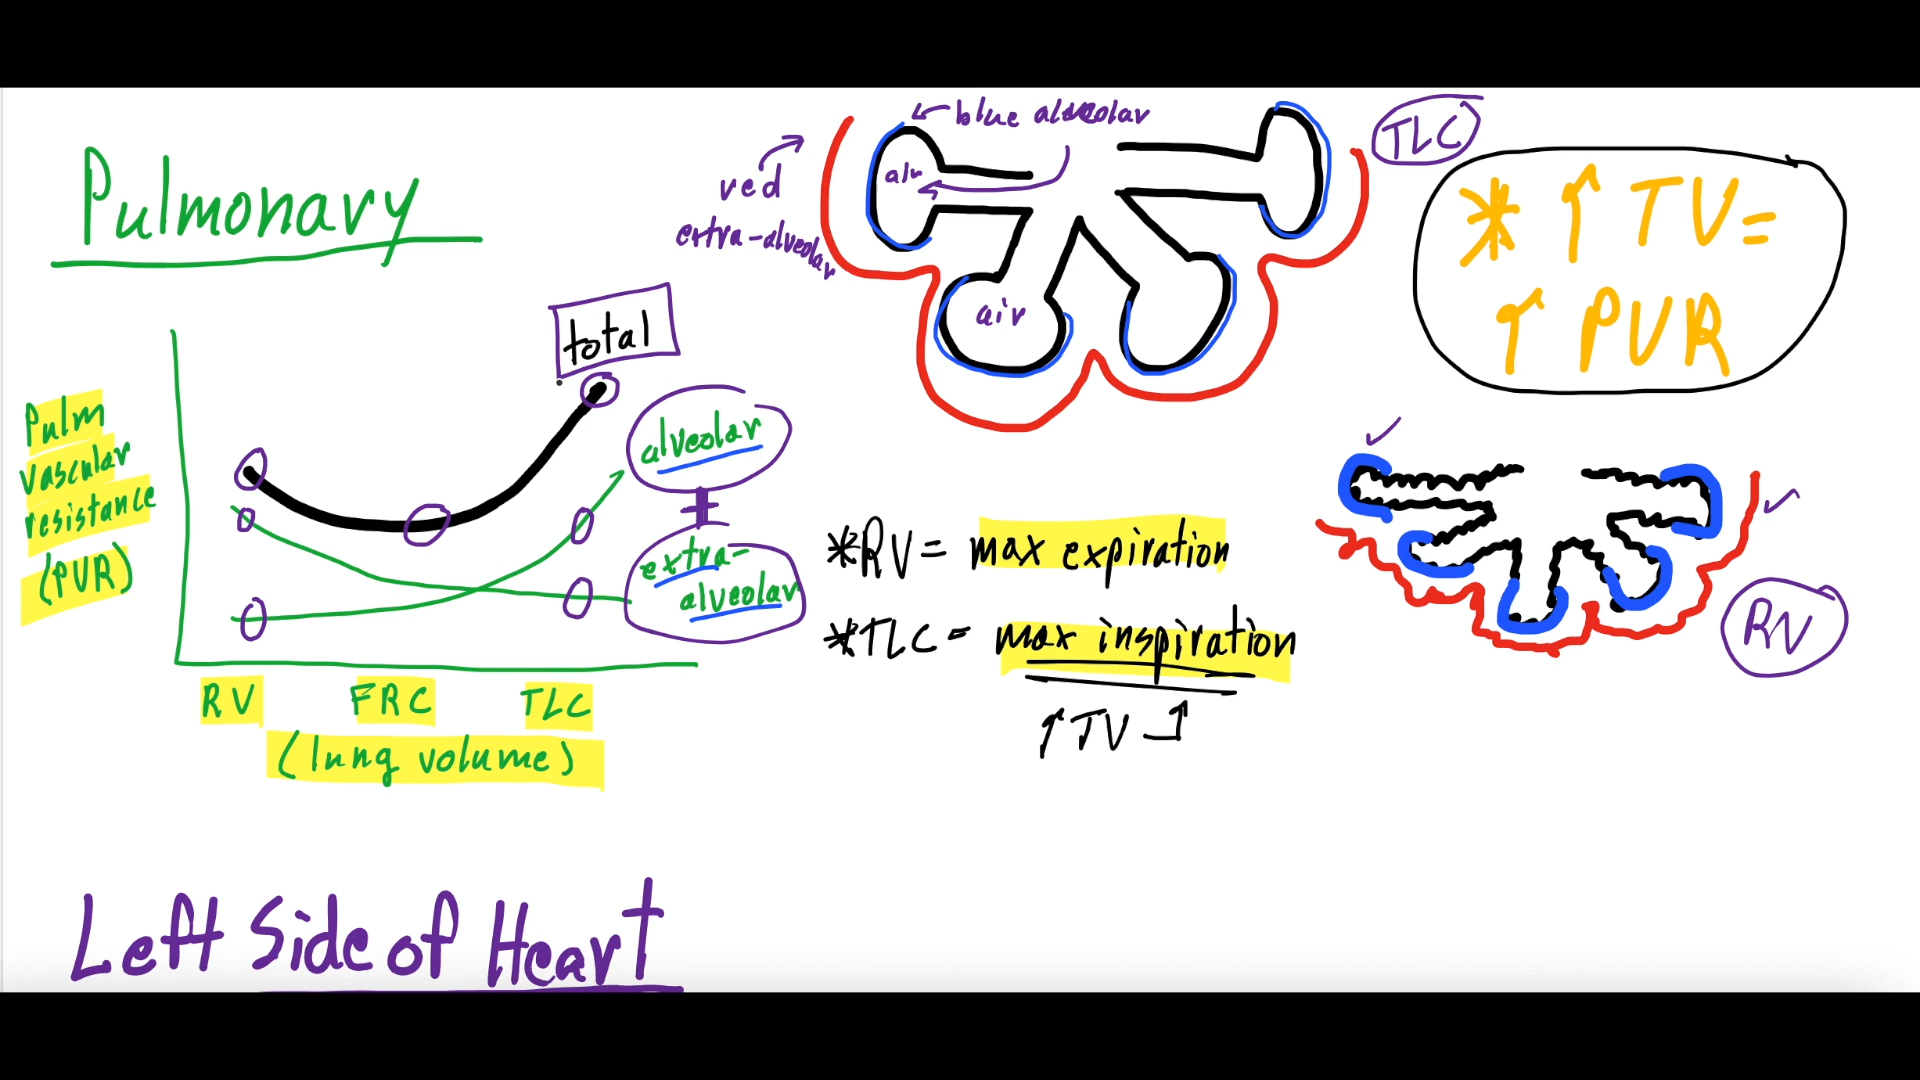 Pulmonary
Pulm
vascular
resistance
(PUR)
total
alveolar
+
extra-
alveolar
RV FRC TLC
(lung volume)
←blue alveolar
red
extra-alveolar
air
air
TLC
* ↑ TV =
↑ PVR
*RV = max expiration
*TLC = max inspiration
↑TV
RV
Left Side of Heart